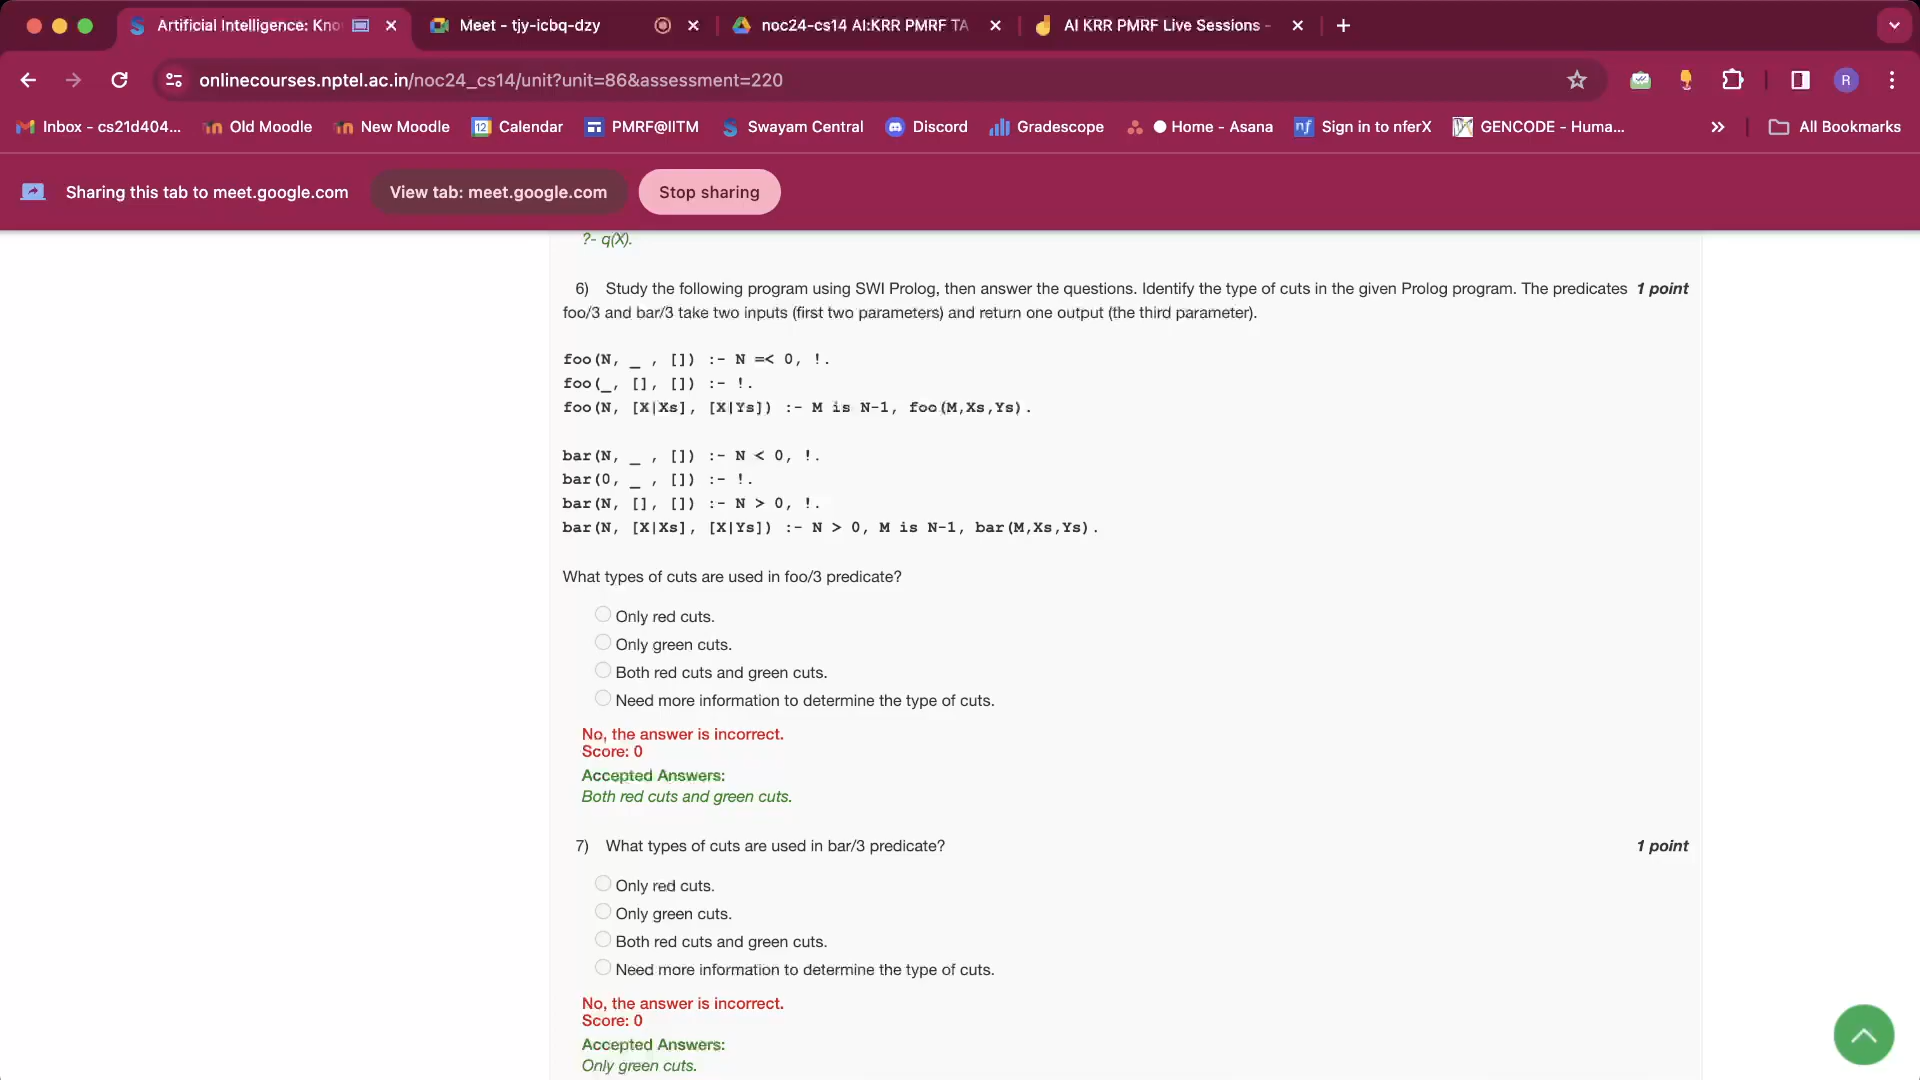 Artificial Intelligence: Kno
Meet - tjy-icbq-dzy
noc24-cs14 AI:KRR PMRF TA
AI KRR PMRF Live Sessions -
onlinecourses.nptel.ac.in/noc24_cs14/unit?unit=86&assessment=220
R
Inbox - cs21d404...
Old Moodle
New Moodle
12 Calendar
PMRF@IITM
Swayam Central
Discord
Gradescope
Home - Asana
nf Sign in to nferX
GENCODE - Huma...
All Bookmarks
Sharing this tab to meet.google.com
View tab: meet.google.com
Stop sharing
?- q(X).
6) Study the following program using SWI Prolog, then answer the questions. Identify the type of cuts in the given Prolog program. The predicates 1 point
foo/3 and bar/3 take two inputs (first two parameters) and return one output (the third parameter).
foo(N, _ , []) :- N =< 0, !.
foo(_, [], []) :- !.
foo(N, [X|Xs], [X|Ys]) :- M is N-1, foo(M,Xs,Ys).
bar(N, _ , []) :- N < 0, !.
bar(0, _ , []) :- !.
bar(N, [], []) :- N > 0, !.
bar(N, [X|Xs], [X|Ys]) :- N > 0, M is N-1, bar(M,Xs,Ys).
What types of cuts are used in foo/3 predicate?
Only red cuts.
Only green cuts.
Both red cuts and green cuts.
Need more information to determine the type of cuts.
No, the answer is incorrect.
Score: 0
Accepted Answers:
Both red cuts and green cuts.
7) What types of cuts are used in bar/3 predicate? 1 point
Only red cuts.
Only green cuts.
Both red cuts and green cuts.
Need more information to determine the type of cuts.
No, the answer is incorrect.
Score: 0
Accepted Answers:
Only green cuts.